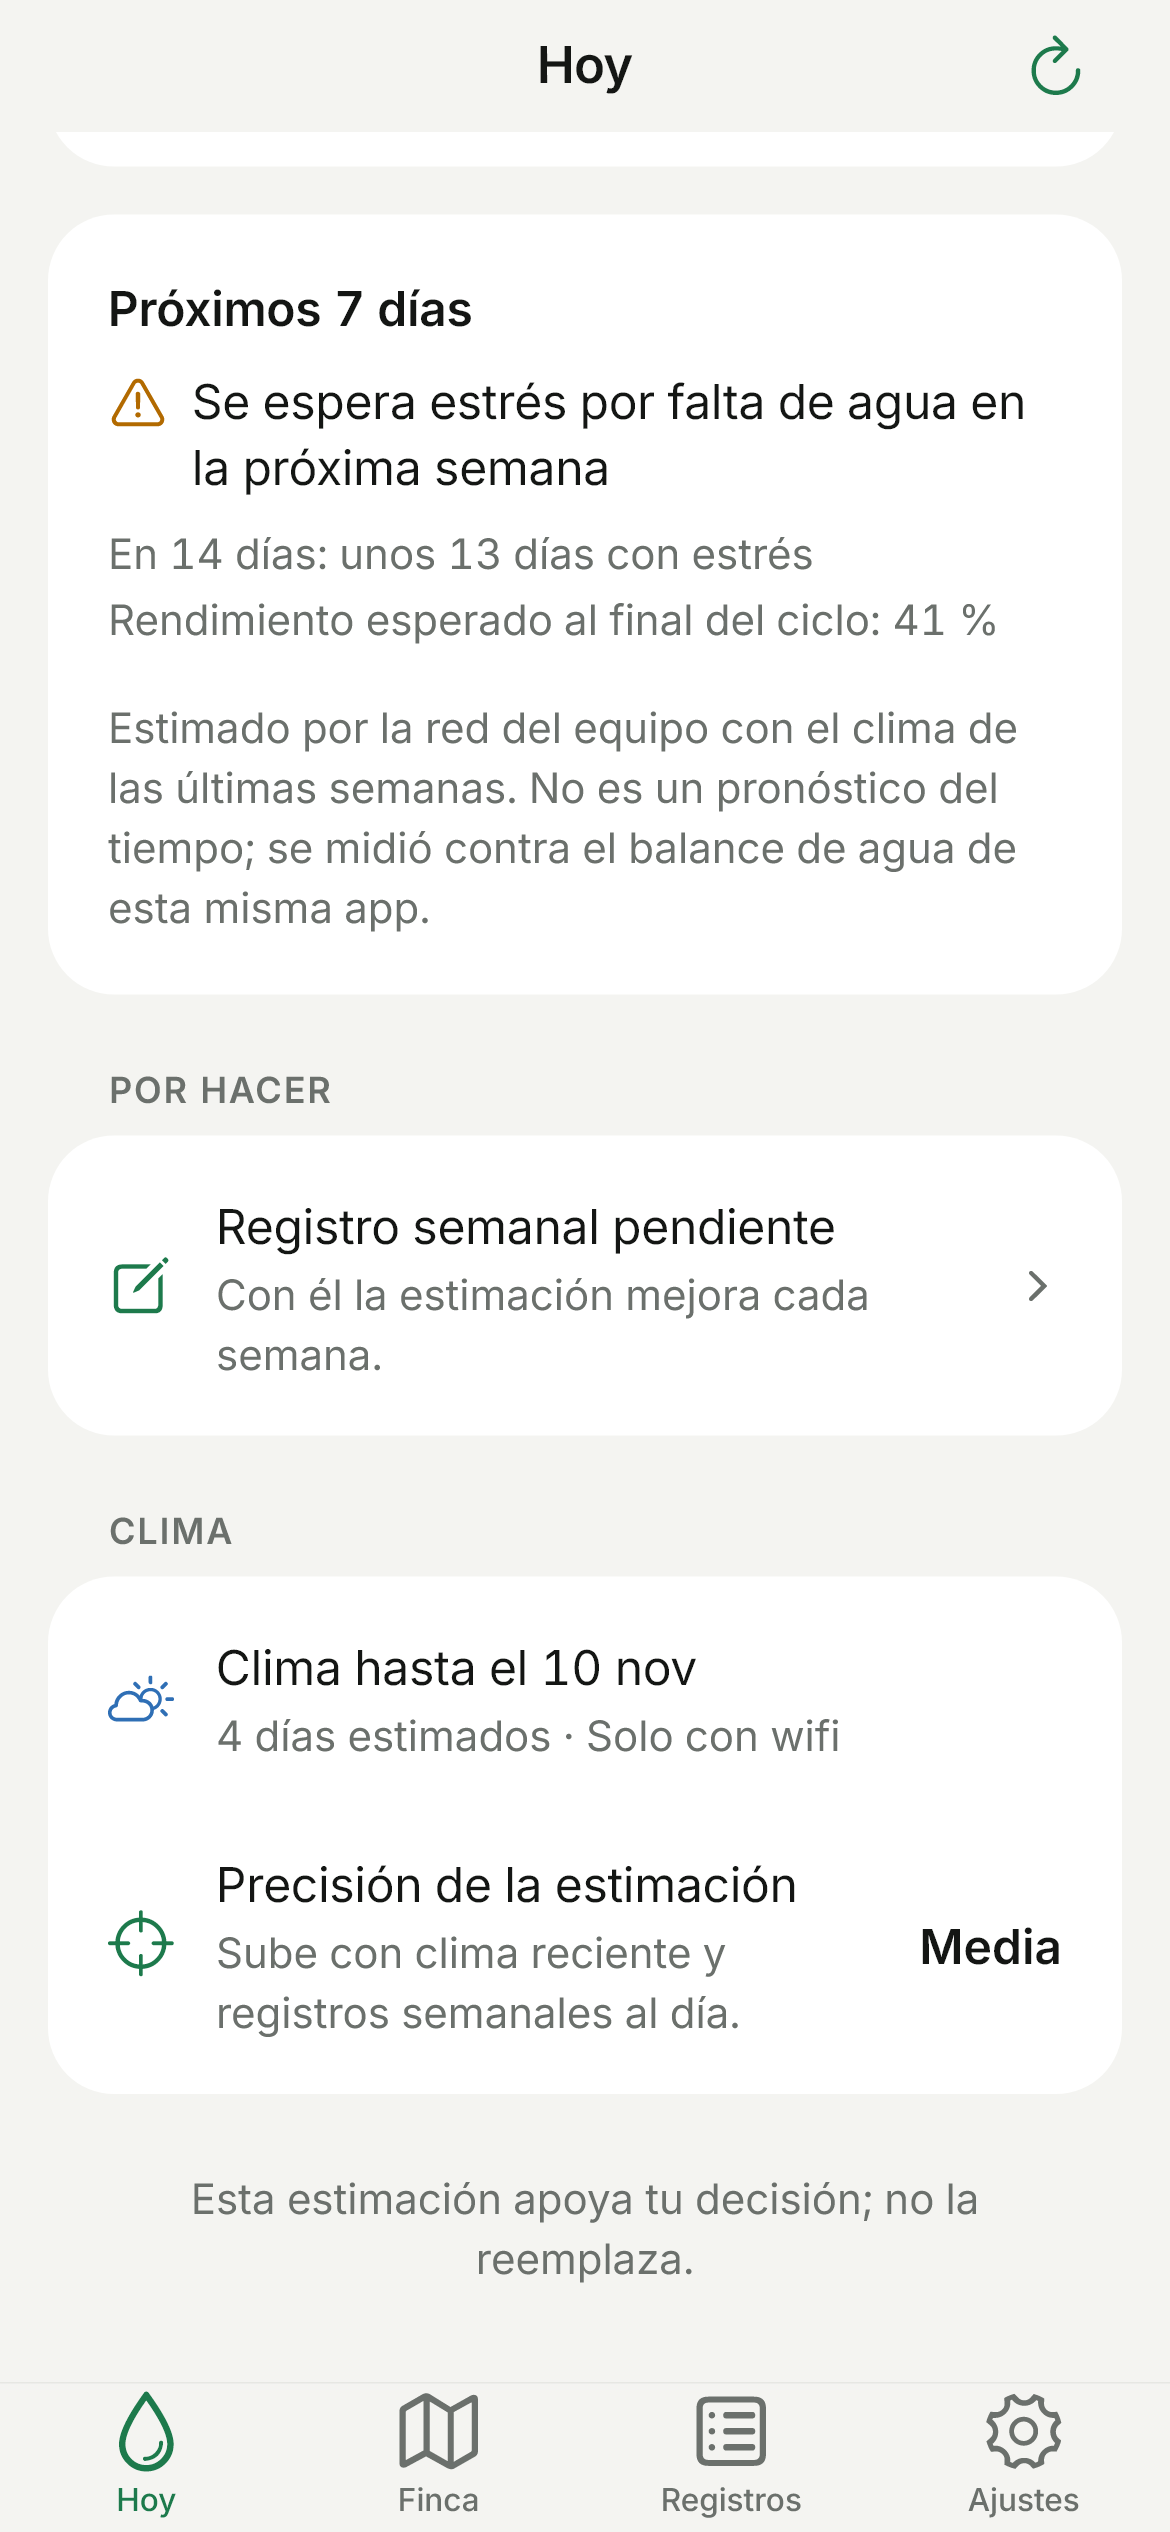 Hoy
Próximos 7 días
Se espera estrés por falta de agua en
la próxima semana
En 14 días: unos 13 días con estrés
Rendimiento esperado al final del ciclo: 41 %
Estimado por la red del equipo con el clima de
las últimas semanas. No es un pronóstico del
tiempo; se midió contra el balance de agua de
esta misma app.
POR HACER
Registro semanal pendiente
Con él la estimación mejora cada
semana.
CLIMA
Clima hasta el 10 nov
4 días estimados · Solo con wifi
Precisión de la estimación
Sube con clima reciente y
registros semanales al día.
Media
Esta estimación apoya tu decisión; no la
reemplaza.
Hoy
Finca
Registros
Ajustes